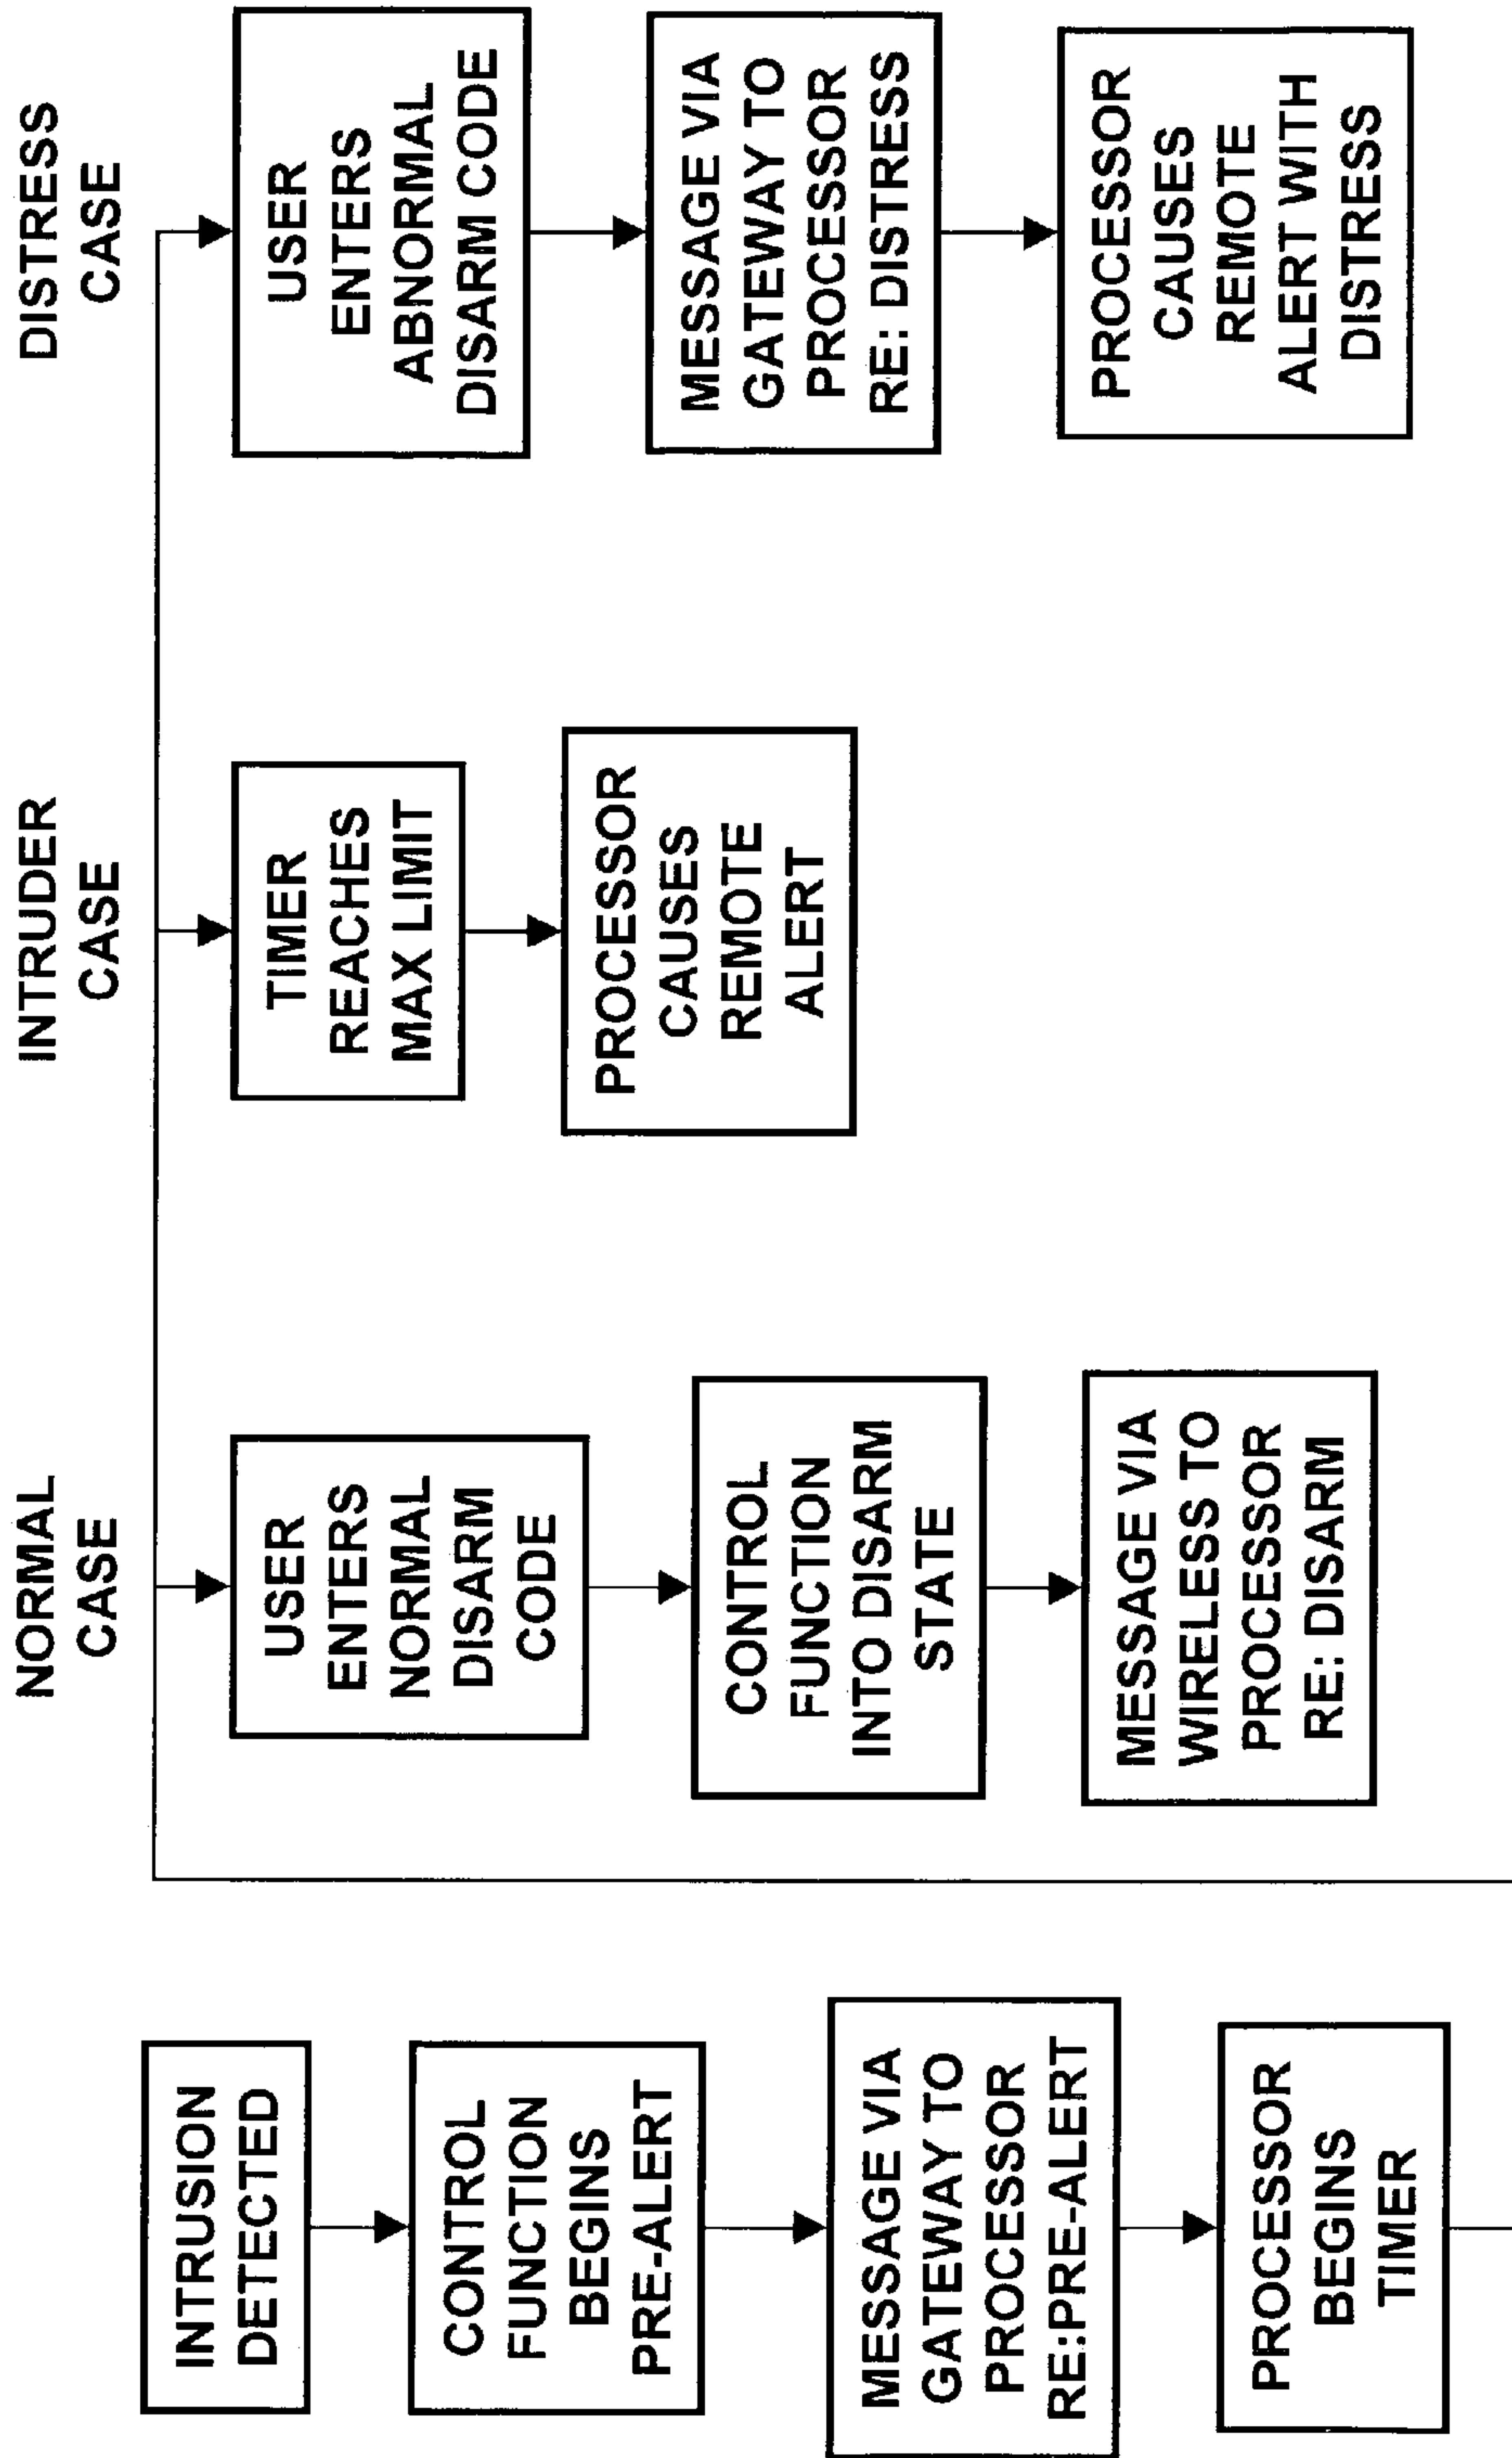 INTRUSION
DETECTED
CONTROL
FUNCTION
BEGINS
PRE-ALERT
MESSAGE VIA
GATEWAY TO
PROCESSOR
RE:PRE-ALERT
PROCESSOR
BEGINS
TIMER
NORMAL
CASE
USER
ENTERS
NORMAL
DISARM
CODE
CONTROL
FUNCTION
INTO DISARM
STATE
MESSAGE VIA
WIRELESS TO
PROCESSOR
RE: DISARM
INTRUDER
CASE
TIMER
REACHES
MAX LIMIT
PROCESSOR
CAUSES
REMOTE
ALERT
DISTRESS
CASE
USER
ENTERS
ABNORMAL
DISARM CODE
MESSAGE VIA
GATEWAY TO
PROCESSOR
RE: DISTRESS
PROCESSOR
CAUSES
REMOTE
ALERT WITH
DISTRESS